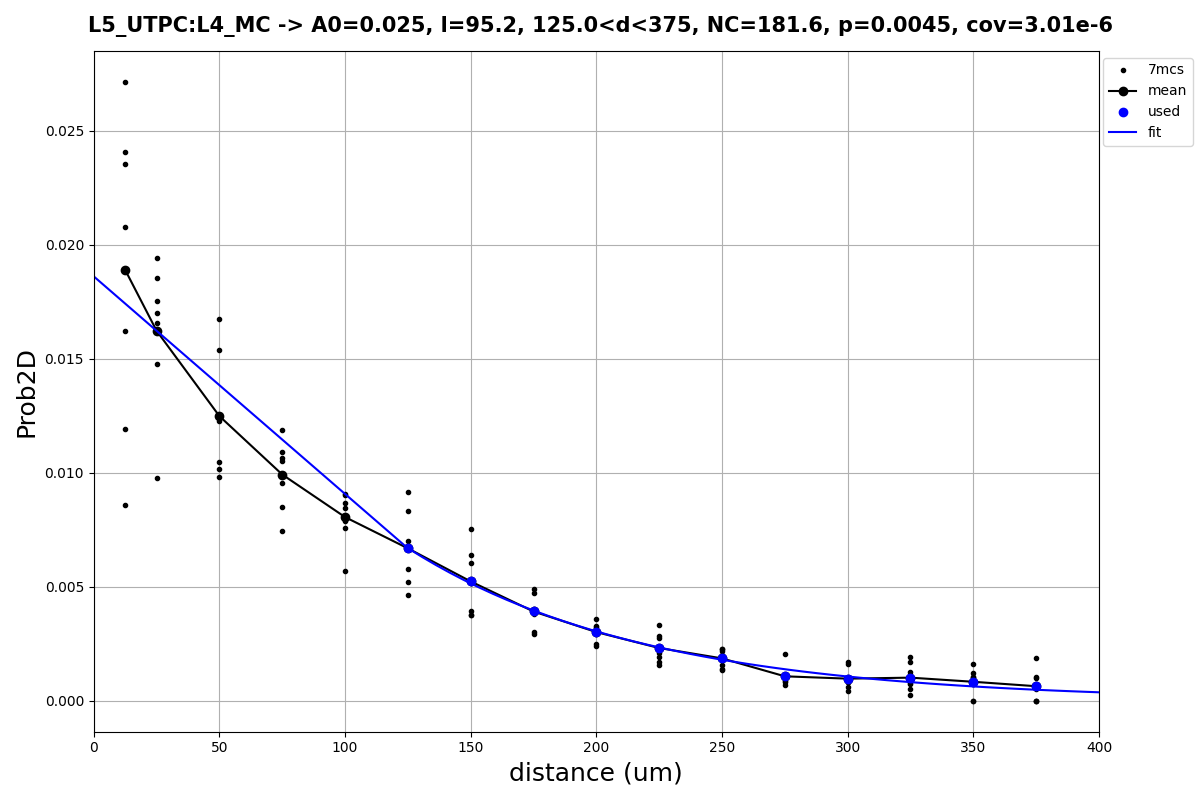 L5_UTPC:L4_MC -> A0=0.025, l=95.2, 125.0<d<375, NC=181.6, p=0.0045, cov=3.01e-6
7mcs
mean
used
fit
Prob2D
0.025
0.020
0.015
0.010
0.005
0.000
0 50 100 150 200 250 300 350 400
distance (um)